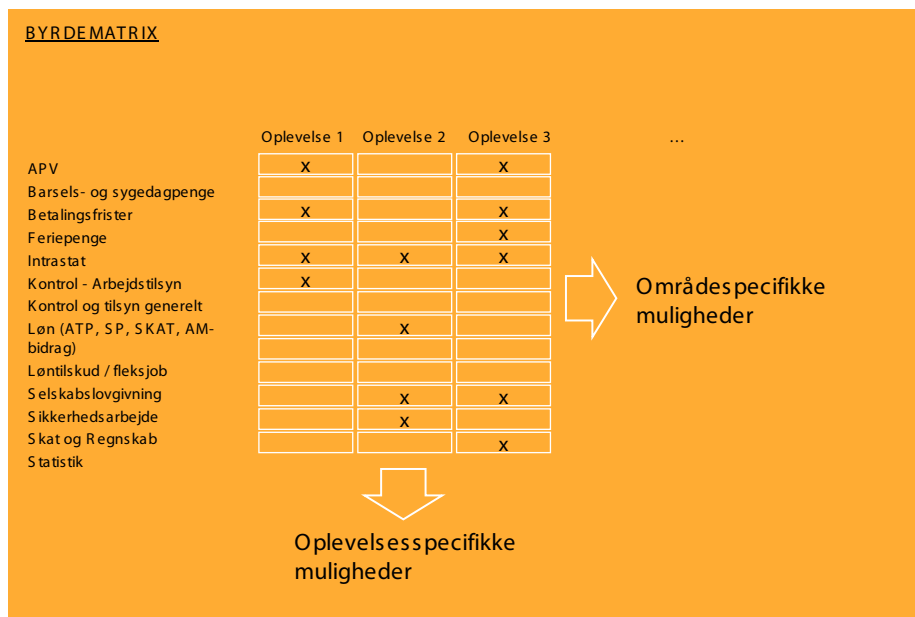 BYRDEMATRIX
Oplevelse 1 Oplevelse 2 Oplevelse 3 ...
APV x x
Barsels- og sygedagpenge
Betalingsfrister x x
Feriepenge x
Intrastat x x x
Kontrol - Arbejdstilsyn x
Kontrol og tilsyn generelt
Løn (ATP, SP, SKAT, AM- x
bidrag)
Løntilskud / fleksjob
Selskabslovgivning x x
Sikkerhedsarbejde x
Skat og Regnskab x
Statistik
Områdespecifikke
muligheder
Oplevelsesspecifikke
muligheder